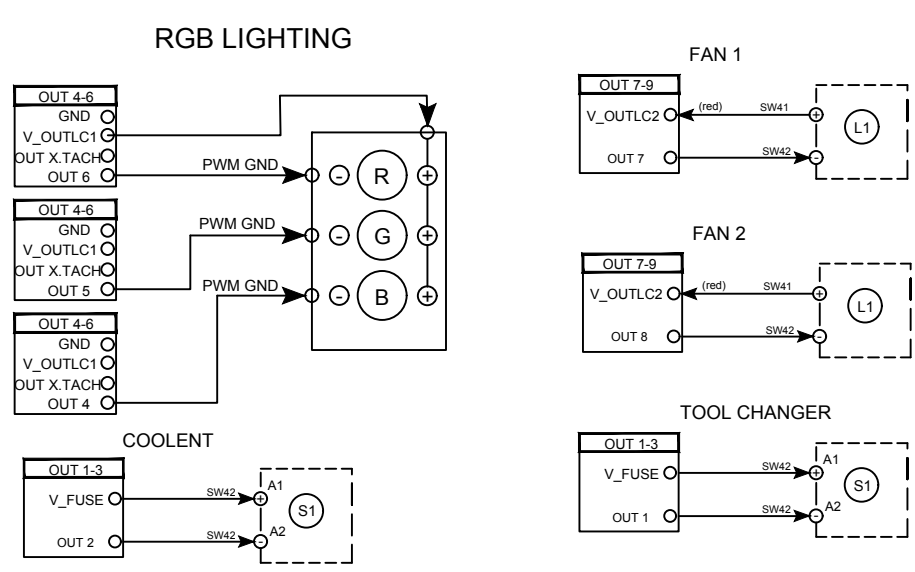 RGB LIGHTING
OUT 4-6
GND
V_OUTLC1
OUT X.TACH
OUT 6
PWM GND
- R +
OUT 4-6
GND
V_OUTLC1
OUT X.TACH
OUT 5
PWM GND
- G +
OUT 4-6
GND
V_OUTLC1
OUT X.TACH
OUT 4
PWM GND
- B +
COOLENT
OUT 1-3
V_FUSE
OUT 2
SW42
SW42
A1
+
A2
-
S1
FAN 1
OUT 7-9
V_OUTLC2
OUT 7
(red)
SW41
SW42
+
-
L1
FAN 2
OUT 7-9
V_OUTLC2
OUT 8
(red)
SW41
SW42
+
-
L1
TOOL CHANGER
OUT 1-3
V_FUSE
OUT 1
SW42
SW42
A1
+
A2
-
S1